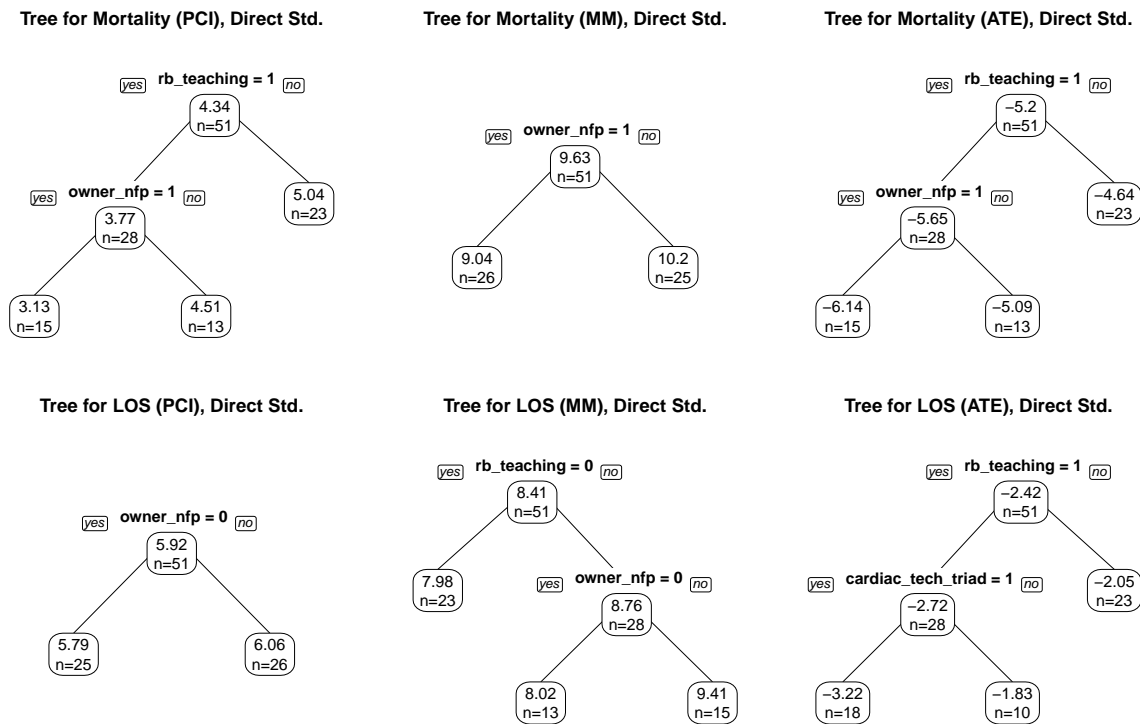 Tree for Mortality (PCI), Direct Std.
yes rb_teaching = 1 no
4.34
n=51
yes owner_nfp = 1 no
3.77
n=28
5.04
n=23
3.13
n=15
4.51
n=13
Tree for Mortality (MM), Direct Std.
yes owner_nfp = 1 no
9.63
n=51
9.04
n=26
10.2
n=25
Tree for Mortality (ATE), Direct Std.
yes rb_teaching = 1 no
−5.2
n=51
yes owner_nfp = 1 no
−5.65
n=28
−4.64
n=23
−6.14
n=15
−5.09
n=13
Tree for LOS (PCI), Direct Std.
yes owner_nfp = 0 no
5.92
n=51
5.79
n=25
6.06
n=26
Tree for LOS (MM), Direct Std.
yes rb_teaching = 0 no
8.41
n=51
7.98
n=23
yes owner_nfp = 0 no
8.76
n=28
8.02
n=13
9.41
n=15
Tree for LOS (ATE), Direct Std.
yes rb_teaching = 1 no
−2.42
n=51
yes cardiac_tech_triad = 1 no
−2.72
n=28
−2.05
n=23
−3.22
n=18
−1.83
n=10